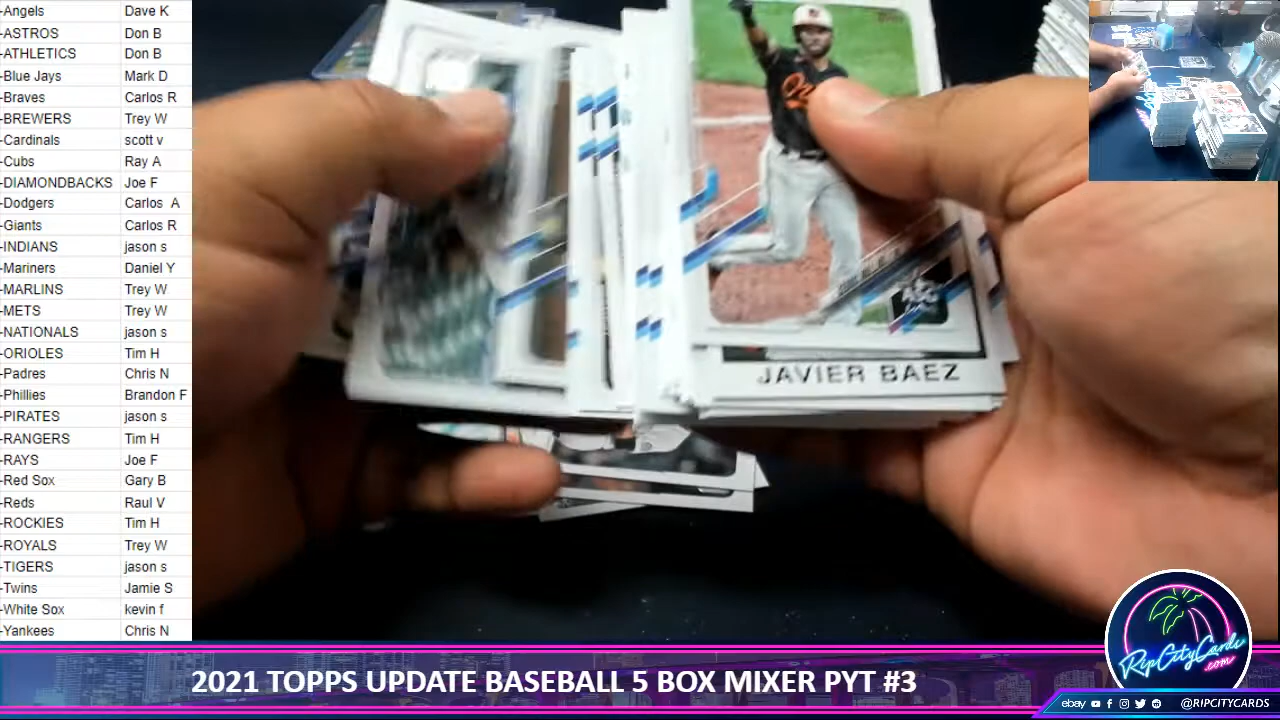 -Angels Dave K
-ASTROS Don B
-ATHLETICS Don B
-Blue Jays Mark D
-Braves Carlos R
-BREWERS Trey W
-Cardinals scott v
-Cubs Ray A
-DIAMONDBACKS Joe F
-Dodgers Carlos A
-Giants Carlos R
-INDIANS jason s
-Mariners Daniel Y
-MARLINS Trey W
-METS Trey W
-NATIONALS jason s
-ORIOLES Tim H
-Padres Chris N
-Phillies Brandon F
-PIRATES jason s
-RANGERS Tim H
-RAYS Joe F
-Red Sox Gary B
-Reds Raul V
-ROCKIES Tim H
-ROYALS Trey W
-TIGERS jason s
-Twins Jamie S
-White Sox kevin f
-Yankees Chris N
JAVIER BAEZ
2021 TOPPS UPDATE BASEBALL 5 BOX MIXER PYT #3
RipCityCards
.com
ebay
@RIPCITYCARDS